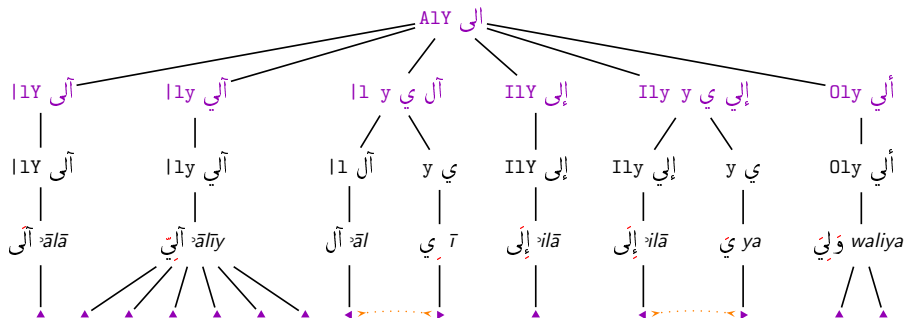 AlY الى
|lY آلى |ly آلي |l y آل ي IlY إلى Ily y إلي ي Oly ألي
|lY آلى |ly آلي |l آل y ي IlY إلى Ily إلي y ي Oly ألي
آلَى ʾālā آلِيّ ʾālīy آل ʾāl ِي ī إِلَى ʾilā إِلَى ʾilā يَ ya وَلِيَ waliya